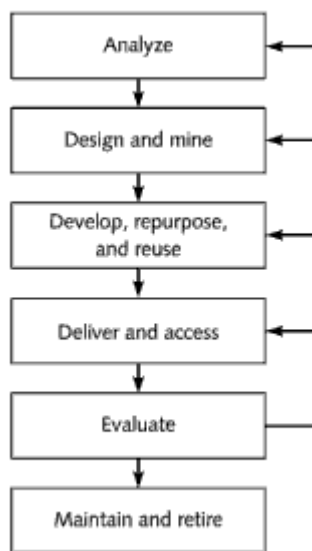 Analyze
Design and mine
Develop, repurpose,
and reuse
Deliver and access
Evaluate
Maintain and retire